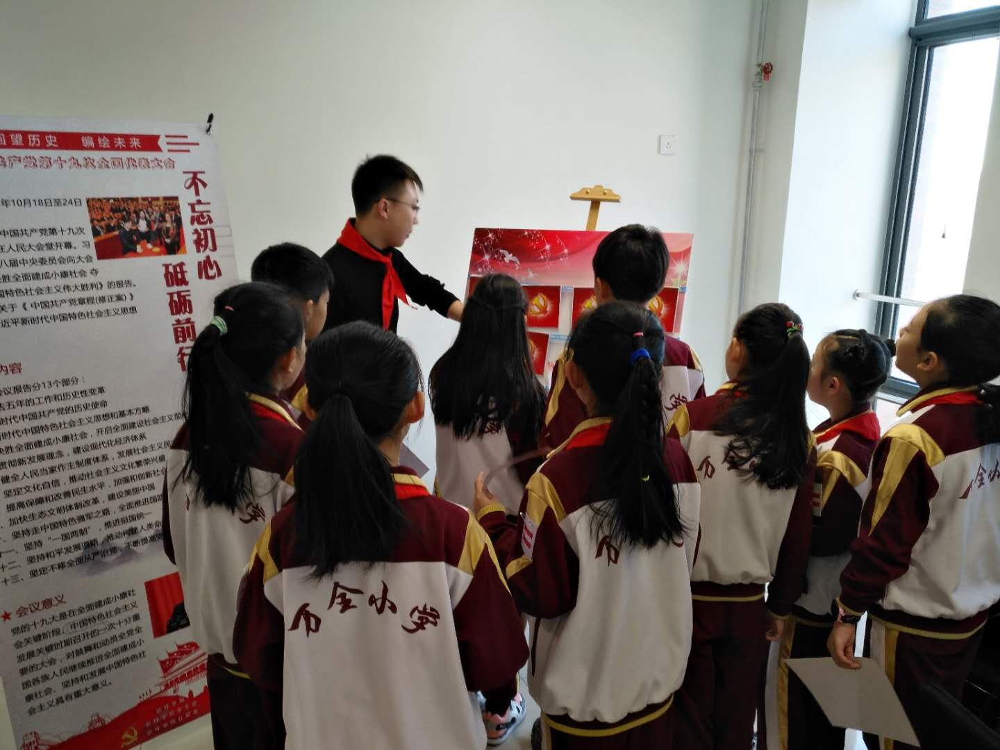 回望历史 编绘未来
共产党第十九次全国代表大会
不忘初心
砥砺前行
年10月18日至24日
中国共产党第十九次
在人民大会堂开幕。习
八届中央委员会向大会
决胜全面建成小康社会 夺
国特色社会主义伟大胜利》的报告。
关于《 中国共产党章程(修正案)》
近平新时代中国特色社会主义思想
内容
会议报告分13个部分：
去五年的工作和历史性变革
时代中国共产党的历史使命
新时代中国特色社会主义思想和基本方略
决胜全面建成小康社会，开启全面建设社会主义现
贯彻新发展理念，建设现代化经济体系
健全人民当家作主制度体系，发展社会主义民
坚定文化自信，推动社会主义文化繁荣兴盛
提高保障和改善民生水平，加强和创新社会
加快生态文明体制改革，建设美丽中国
、坚持走中国特色强军之路，全面推进国防
十一、坚持“一国两制”，推进祖国统一
十二、坚持和平发展道路，推动构建人类命
十三、坚定不移全面从严治党，不断提高党
会议意义
党的十九大是在全面建成小康社
会关键阶段、中国特色社会主义
发展关键时期召开的一次十分重
要的大会，对鼓舞和动员全党全
国各族人民继续推进全面建成小
康社会、坚持和发展中国特色社
会主义具有重大意义。
万全小学
万
万全小学
全小